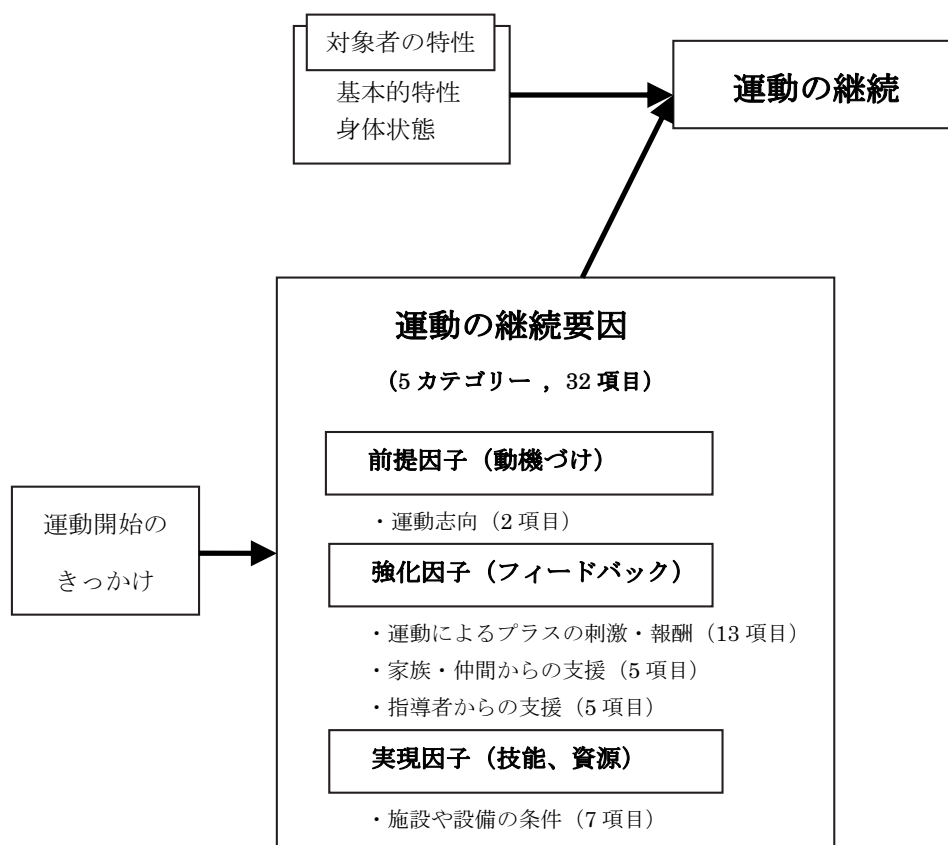 対象者の特性
基本的特性
身体状態
運動の継続
運動の継続要因
（5 カテゴリー ，32 項目）
前提因子（動機づけ）
・運動志向（2 項目）
強化因子（フィードバック）
・運動によるプラスの刺激・報酬（13 項目）
・家族・仲間からの支援（5 項目）
・指導者からの支援（5 項目）
実現因子（技能、資源）
・施設や設備の条件（7 項目）
運動開始の
きっかけ